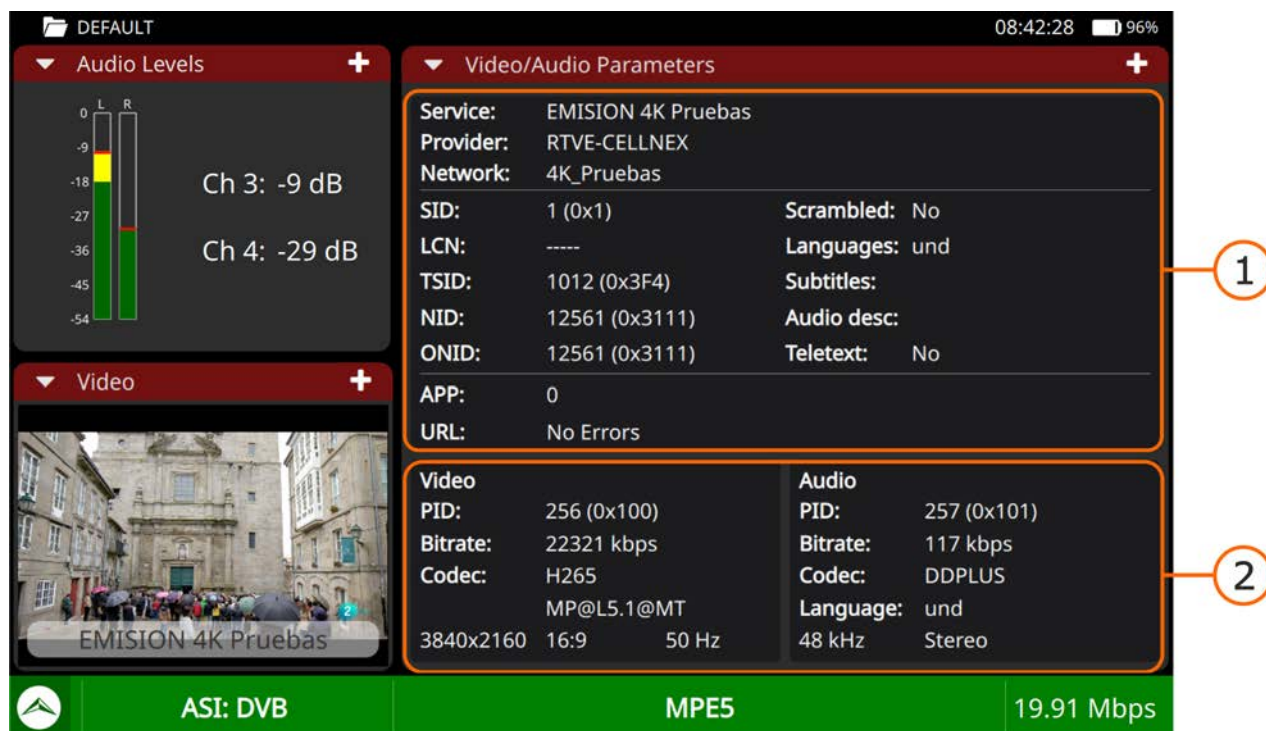 DEFAULT 08:42:28 96%
Audio Levels
L R
0
-9
-18
-27
-36
-45
-54
Ch 3: -9 dB
Ch 4: -29 dB
Video
2
EMISION 4K Pruebas
Video/Audio Parameters
Service: EMISION 4K Pruebas
Provider: RTVE-CELLNEX
Network: 4K_Pruebas
SID: 1 (0x1) Scrambled: No
LCN: ----- Languages: und
TSID: 1012 (0x3F4) Subtitles:
NID: 12561 (0x3111) Audio desc:
ONID: 12561 (0x3111) Teletext: No
APP: 0
URL: No Errors
1
Video
PID: 256 (0x100)
Bitrate: 22321 kbps
Codec: H265
MP@L5.1@MT
3840x2160 16:9 50 Hz
Audio
PID: 257 (0x101)
Bitrate: 117 kbps
Codec: DDPLUS
Language: und
48 kHz Stereo
2
ASI: DVB MPE5 19.91 Mbps